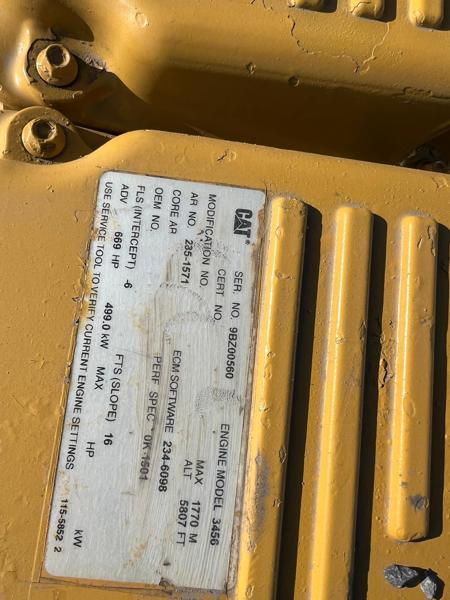 CAT® SER. NO. 9BZ00560 ENGINE MODEL 3456
MODIFICATION NO. CERT NO. MAX ALT 1770 M 5807 FT
AR NO.
CORE AR 235-1571 ECM SOFTWARE 234-6098
OEM NO. PERF SPEC 0K 1501
FLS (INTERCEPT) -6 FTS (SLOPE) 16
ADV 669 HP 499.0 kW MAX HP kW
USE SERVICE TOOL TO VERIFY CURRENT ENGINE SETTINGS 115-5852 2